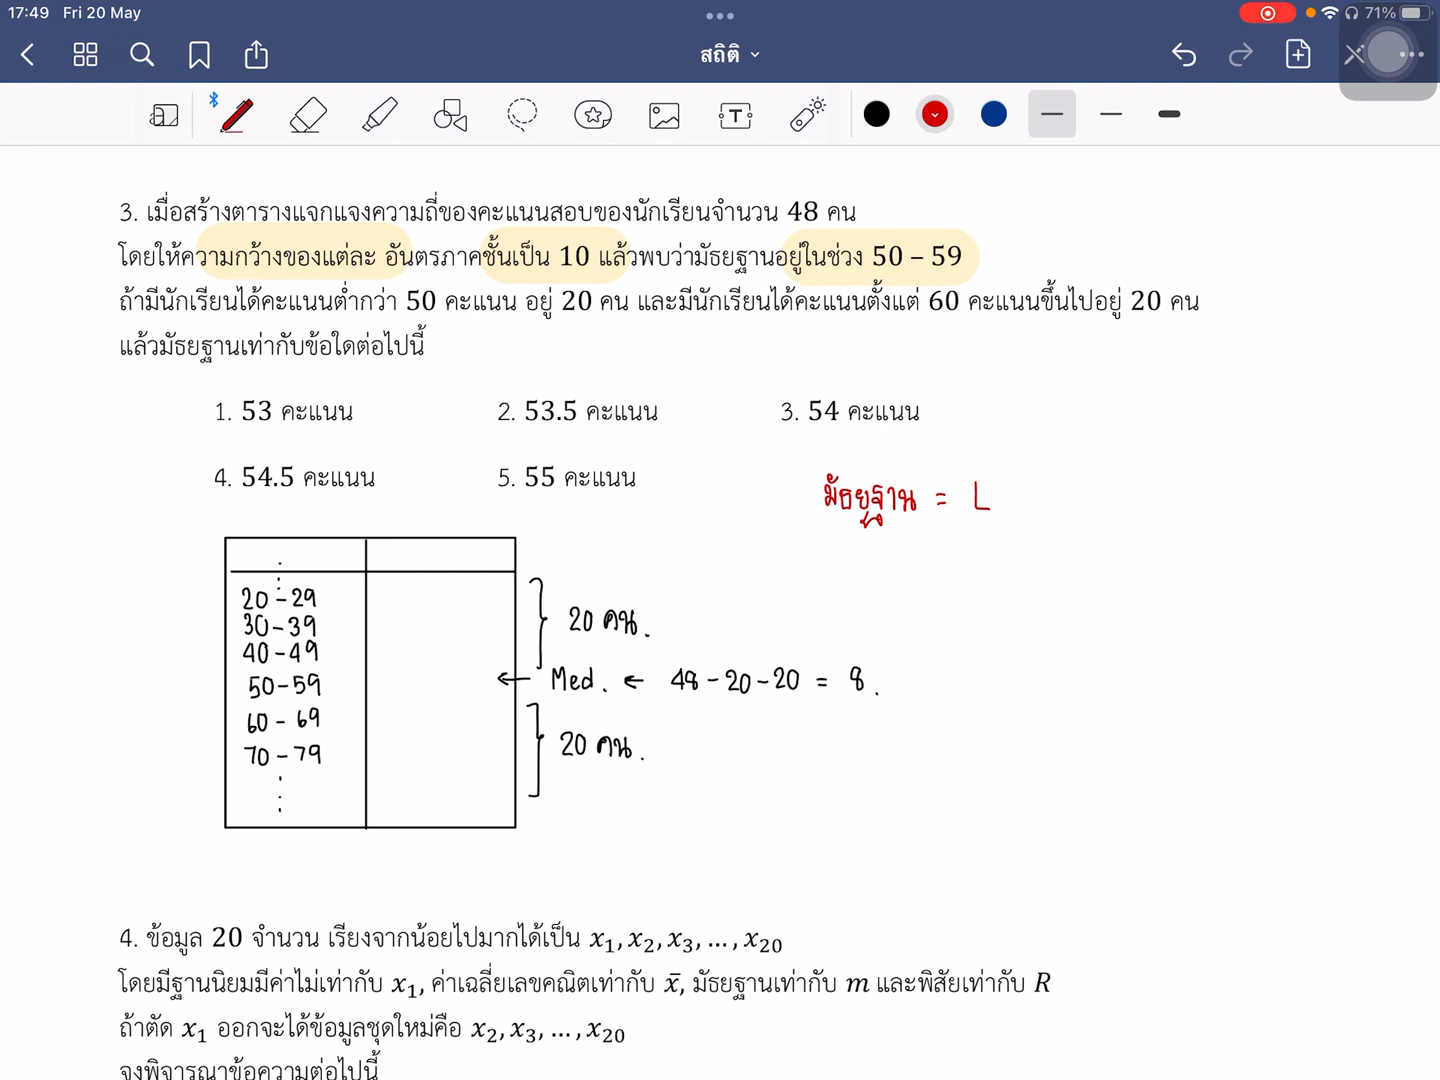 17:49 Fri 20 May
71%
สถิติ
3. เมื่อสร้างตารางแจกแจงความถี่ของคะแนนสอบของนักเรียนจำนวน 48 คน
โดยให้ความกว้างของแต่ละ อันตรภาคชั้นเป็น 10 แล้วพบว่ามัธยฐานอยู่ในช่วง 50 – 59
ถ้ามีนักเรียนได้คะแนนต่ำกว่า 50 คะแนน อยู่ 20 คน และมีนักเรียนได้คะแนนตั้งแต่ 60 คะแนนขึ้นไปอยู่ 20 คน
แล้วมัธยฐานเท่ากับข้อใดต่อไปนี้
1. 53 คะแนน 2. 53.5 คะแนน 3. 54 คะแนน
4. 54.5 คะแนน 5. 55 คะแนน
มัธยฐาน = L
20 - 29
30 - 39
20 คน.
40 - 49
50 - 59 ← Med. ← 48 - 20 - 20 = 8.
60 - 69
70 - 79
20 คน.
4. ข้อมูล 20 จำนวน เรียงจากน้อยไปมากได้เป็น x₁, x₂, x₃, …, x₂₀
โดยมีฐานนิยมมีค่าไม่เท่ากับ x₁, ค่าเฉลี่ยเลขคณิตเท่ากับ x̄, มัธยฐานเท่ากับ m และพิสัยเท่ากับ R
ถ้าตัด x₁ ออกจะได้ข้อมูลชุดใหม่คือ x₂, x₃, …, x₂₀
จงพิจารณาข้อความต่อไปนี้